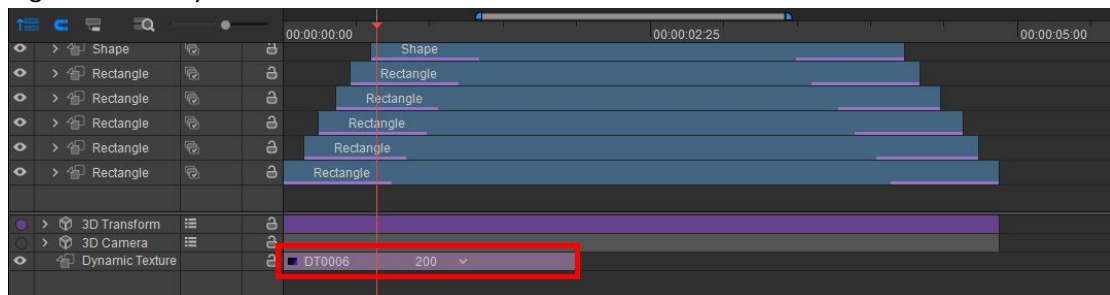 00:00:00:00 00:00:02:25 00:00:05:00
Shape Shape
Rectangle Rectangle
Rectangle Rectangle
Rectangle Rectangle
Rectangle Rectangle
Rectangle Rectangle
3D Transform
3D Camera
Dynamic Texture DT0006 200